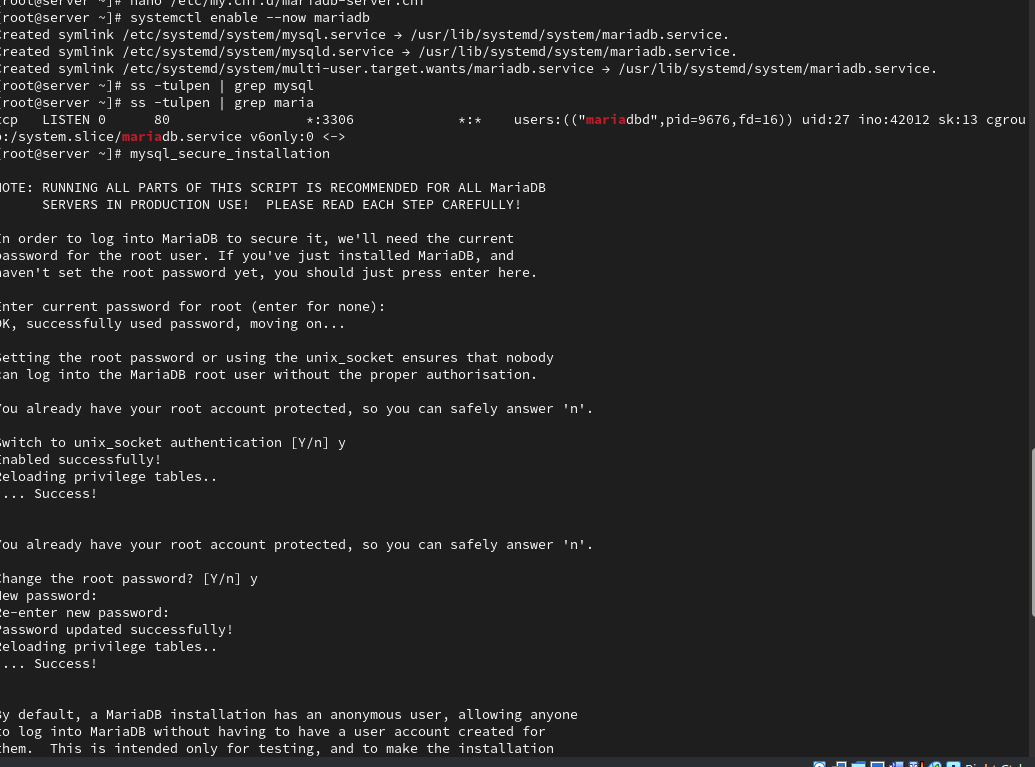 [root@server ~]# nano /etc/my.cnf.d/mariadb-server.cnf
[root@server ~]# systemctl enable --now mariadb
Created symlink /etc/systemd/system/mysql.service → /usr/lib/systemd/system/mariadb.service.
Created symlink /etc/systemd/system/mysqld.service → /usr/lib/systemd/system/mariadb.service.
Created symlink /etc/systemd/system/multi-user.target.wants/mariadb.service → /usr/lib/systemd/system/mariadb.service.
[root@server ~]# ss -tulpen | grep mysql
[root@server ~]# ss -tulpen | grep maria
tcp LISTEN 0 80 *:3306 *:* users:(("mariadbd",pid=9676,fd=16)) uid:27 ino:42012 sk:13 cgrou
p:/system.slice/mariadb.service v6only:0 <->
[root@server ~]# mysql_secure_installation
NOTE: RUNNING ALL PARTS OF THIS SCRIPT IS RECOMMENDED FOR ALL MariaDB
SERVERS IN PRODUCTION USE! PLEASE READ EACH STEP CAREFULLY!
In order to log into MariaDB to secure it, we'll need the current
password for the root user. If you've just installed MariaDB, and
haven't set the root password yet, you should just press enter here.
Enter current password for root (enter for none):
OK, successfully used password, moving on...
Setting the root password or using the unix_socket ensures that nobody
can log into the MariaDB root user without the proper authorisation.
You already have your root account protected, so you can safely answer 'n'.
Switch to unix_socket authentication [Y/n] y
Enabled successfully!
Reloading privilege tables..
... Success!
You already have your root account protected, so you can safely answer 'n'.
Change the root password? [Y/n] y
New password:
Re-enter new password:
Password updated successfully!
Reloading privilege tables..
... Success!
By default, a MariaDB installation has an anonymous user, allowing anyone
to log into MariaDB without having to have a user account created for
them. This is intended only for testing, and to make the installation